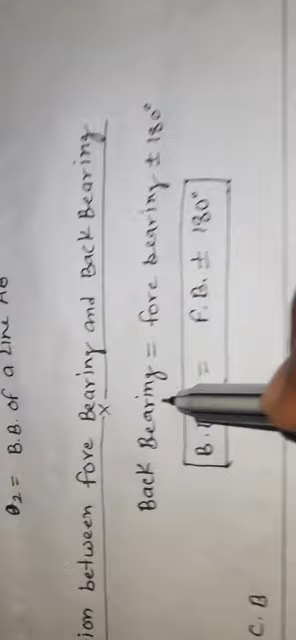 θ2 = B.B. of a Line AB
ion between fore Bearing and Back Bearing
x
Back Bearing = fore bearing ± 180°
B. = F.B. ± 180°
C.B